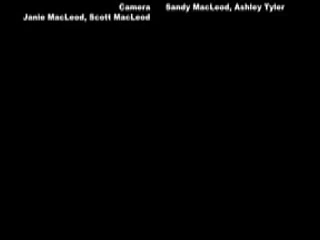 Camera Sandy MacLeod, Ashley Tyler
Janie MacLeod, Scott MacLeod